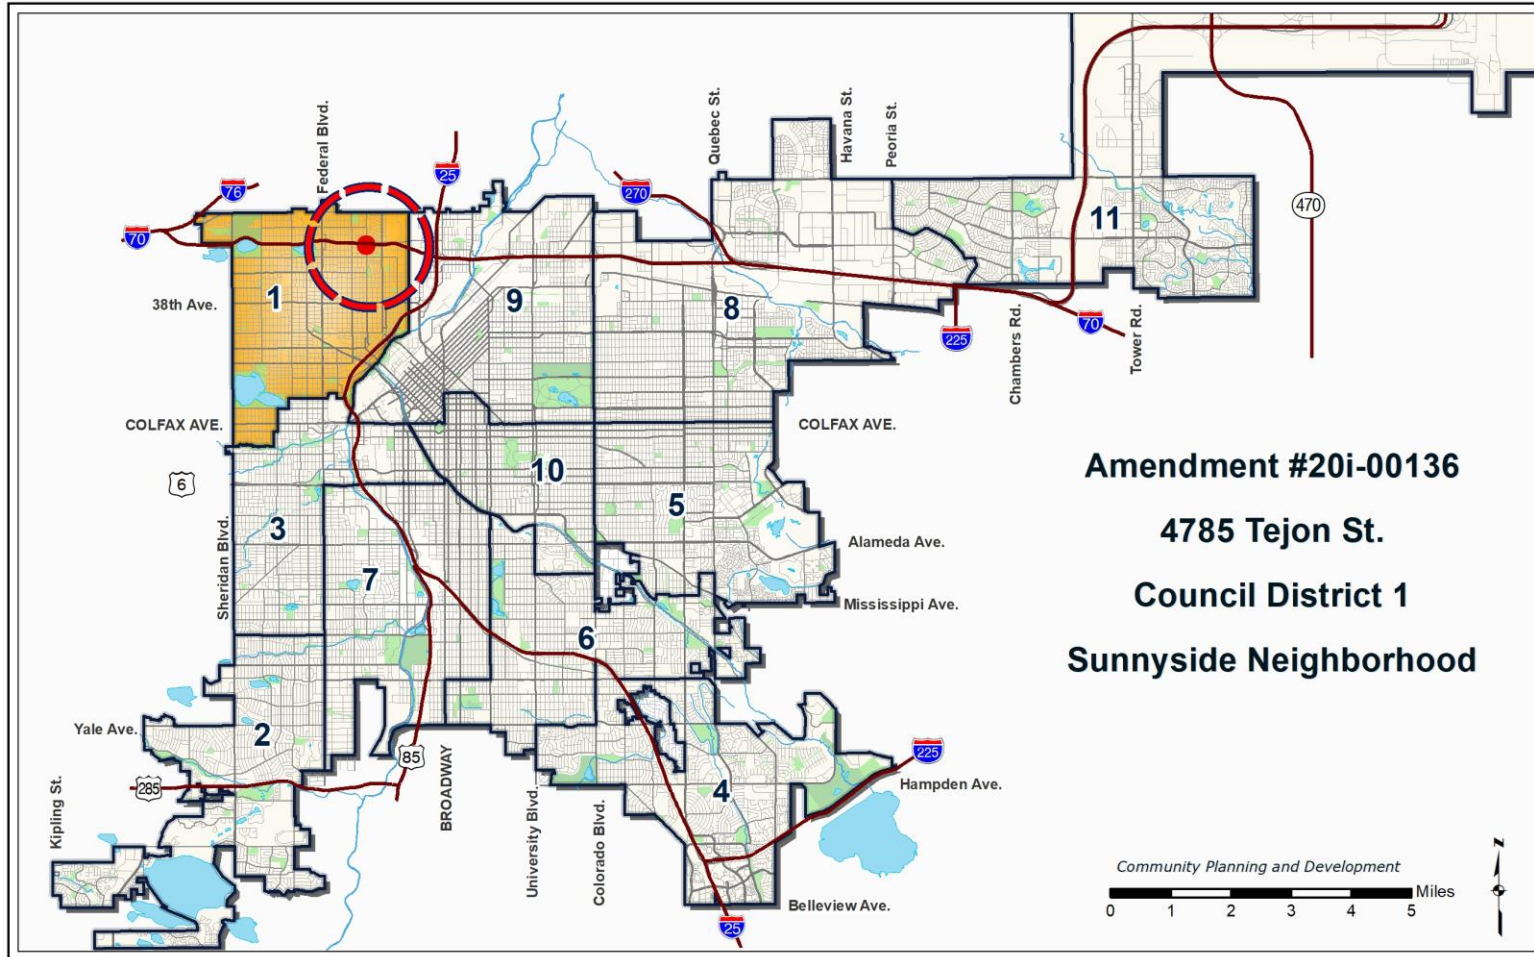 Federal Blvd.
Quebec St.
Havana St.
Peoria St.
76
25
270
70
470
11
1
9
8
38th Ave.
225
70
Chambers Rd.
Tower Rd.
COLFAX AVE.
COLFAX AVE.
6
10
5
3
Sheridan Blvd.
Alameda Ave.
7
Mississippi Ave.
6
Yale Ave.
2
85
BROADWAY
225
285
Kipling St.
University Blvd.
Colorado Blvd.
4
Hampden Ave.
Belleview Ave.
25
Amendment #20i-00136
4785 Tejon St.
Council District 1
Sunnyside Neighborhood
Community Planning and Development
Miles
0 1 2 3 4 5
N